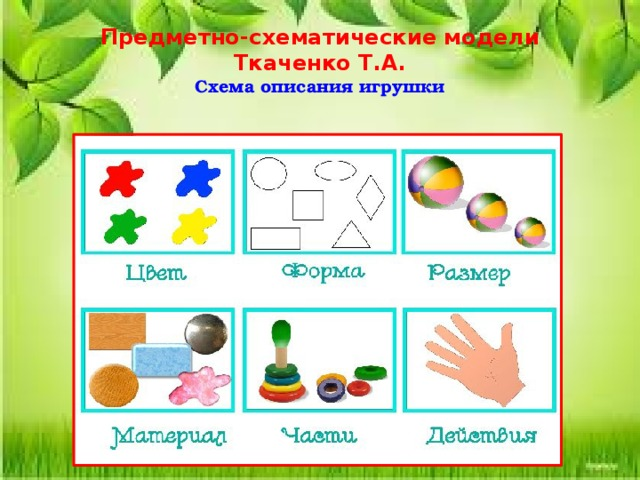 Предметно-схематические модели
Ткаченко Т.А.
Схема описания игрушки
Цвет Форма Размер
Материал Части Действия